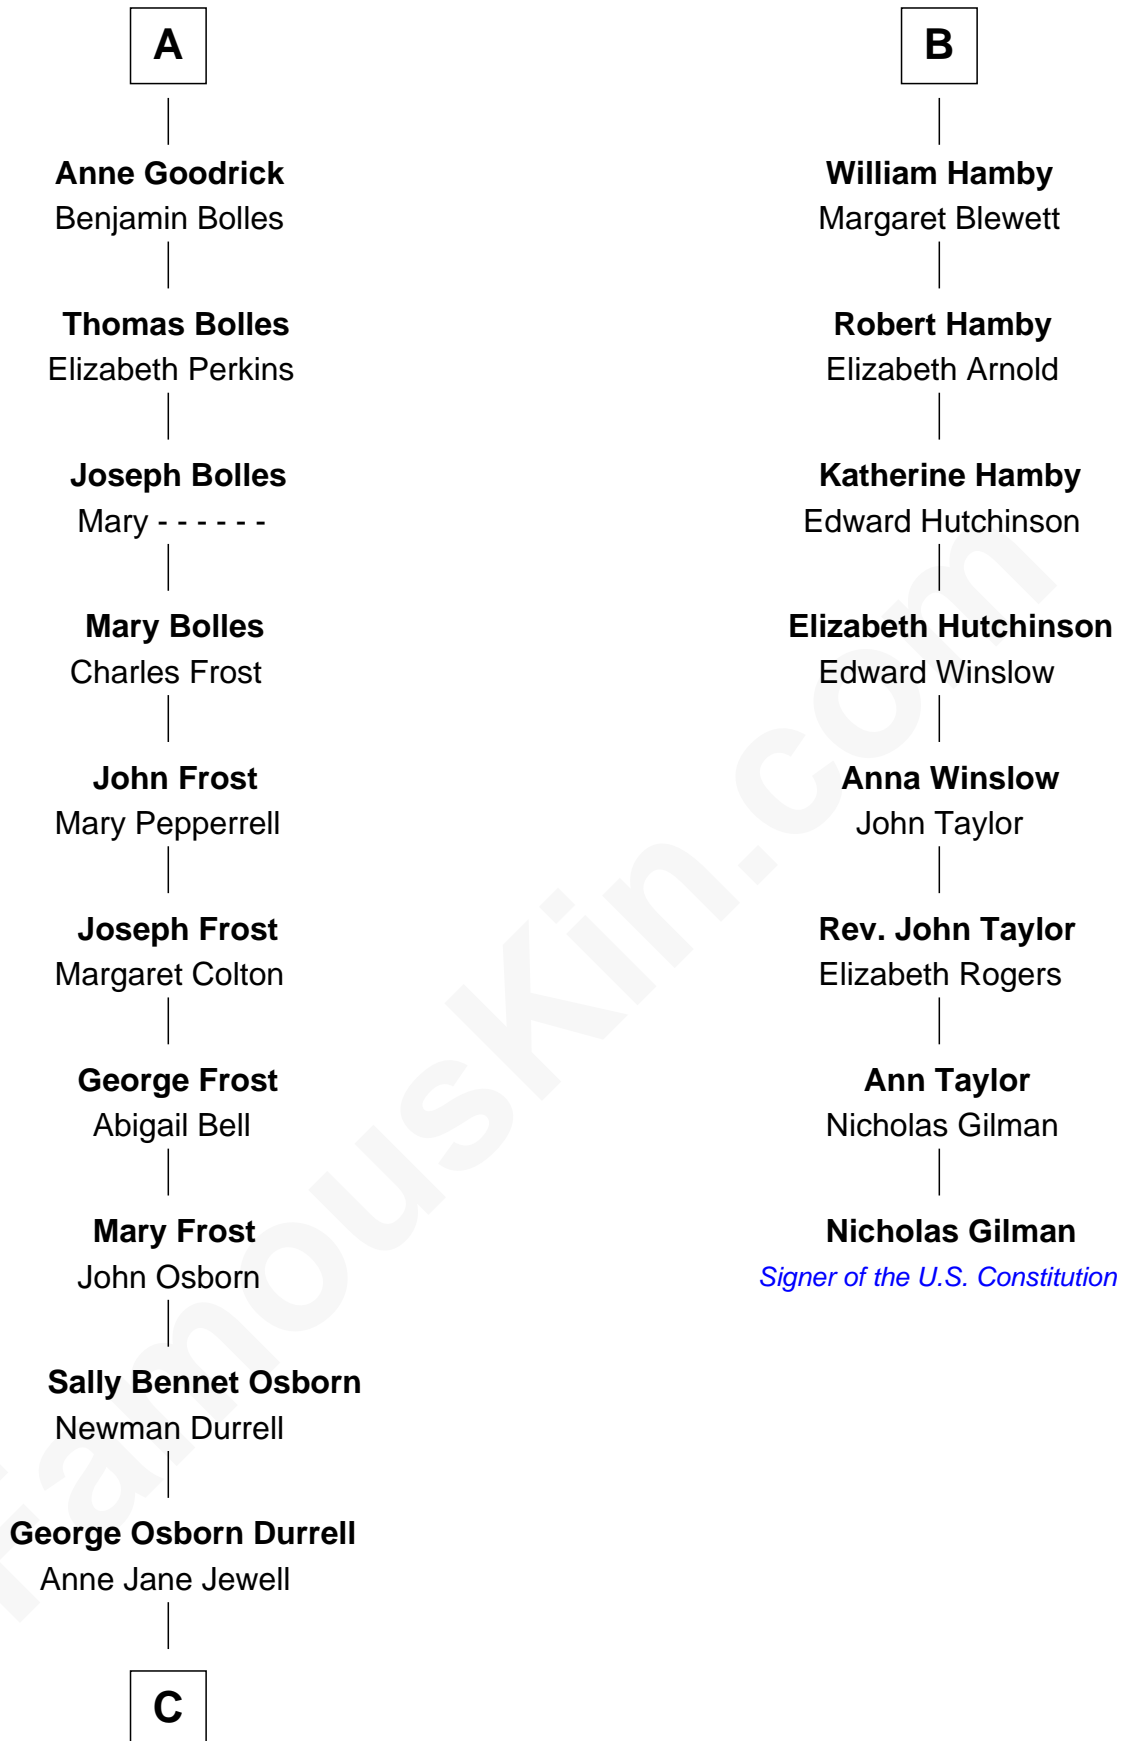 A
Anne Goodrick
Benjamin Bolles
Thomas Bolles
Elizabeth Perkins
Joseph Bolles
Mary - - - - - -
Mary Bolles
Charles Frost
John Frost
Mary Pepperrell
Joseph Frost
Margaret Colton
George Frost
Abigail Bell
Mary Frost
John Osborn
Sally Bennet Osborn
Newman Durrell
George Osborn Durrell
Anne Jane Jewell
C
B
William Hamby
Margaret Blewett
Robert Hamby
Elizabeth Arnold
Katherine Hamby
Edward Hutchinson
Elizabeth Hutchinson
Edward Winslow
Anna Winslow
John Taylor
Rev. John Taylor
Elizabeth Rogers
Ann Taylor
Nicholas Gilman
Nicholas Gilman
Signer of the U.S. Constitution
FamousKin.com